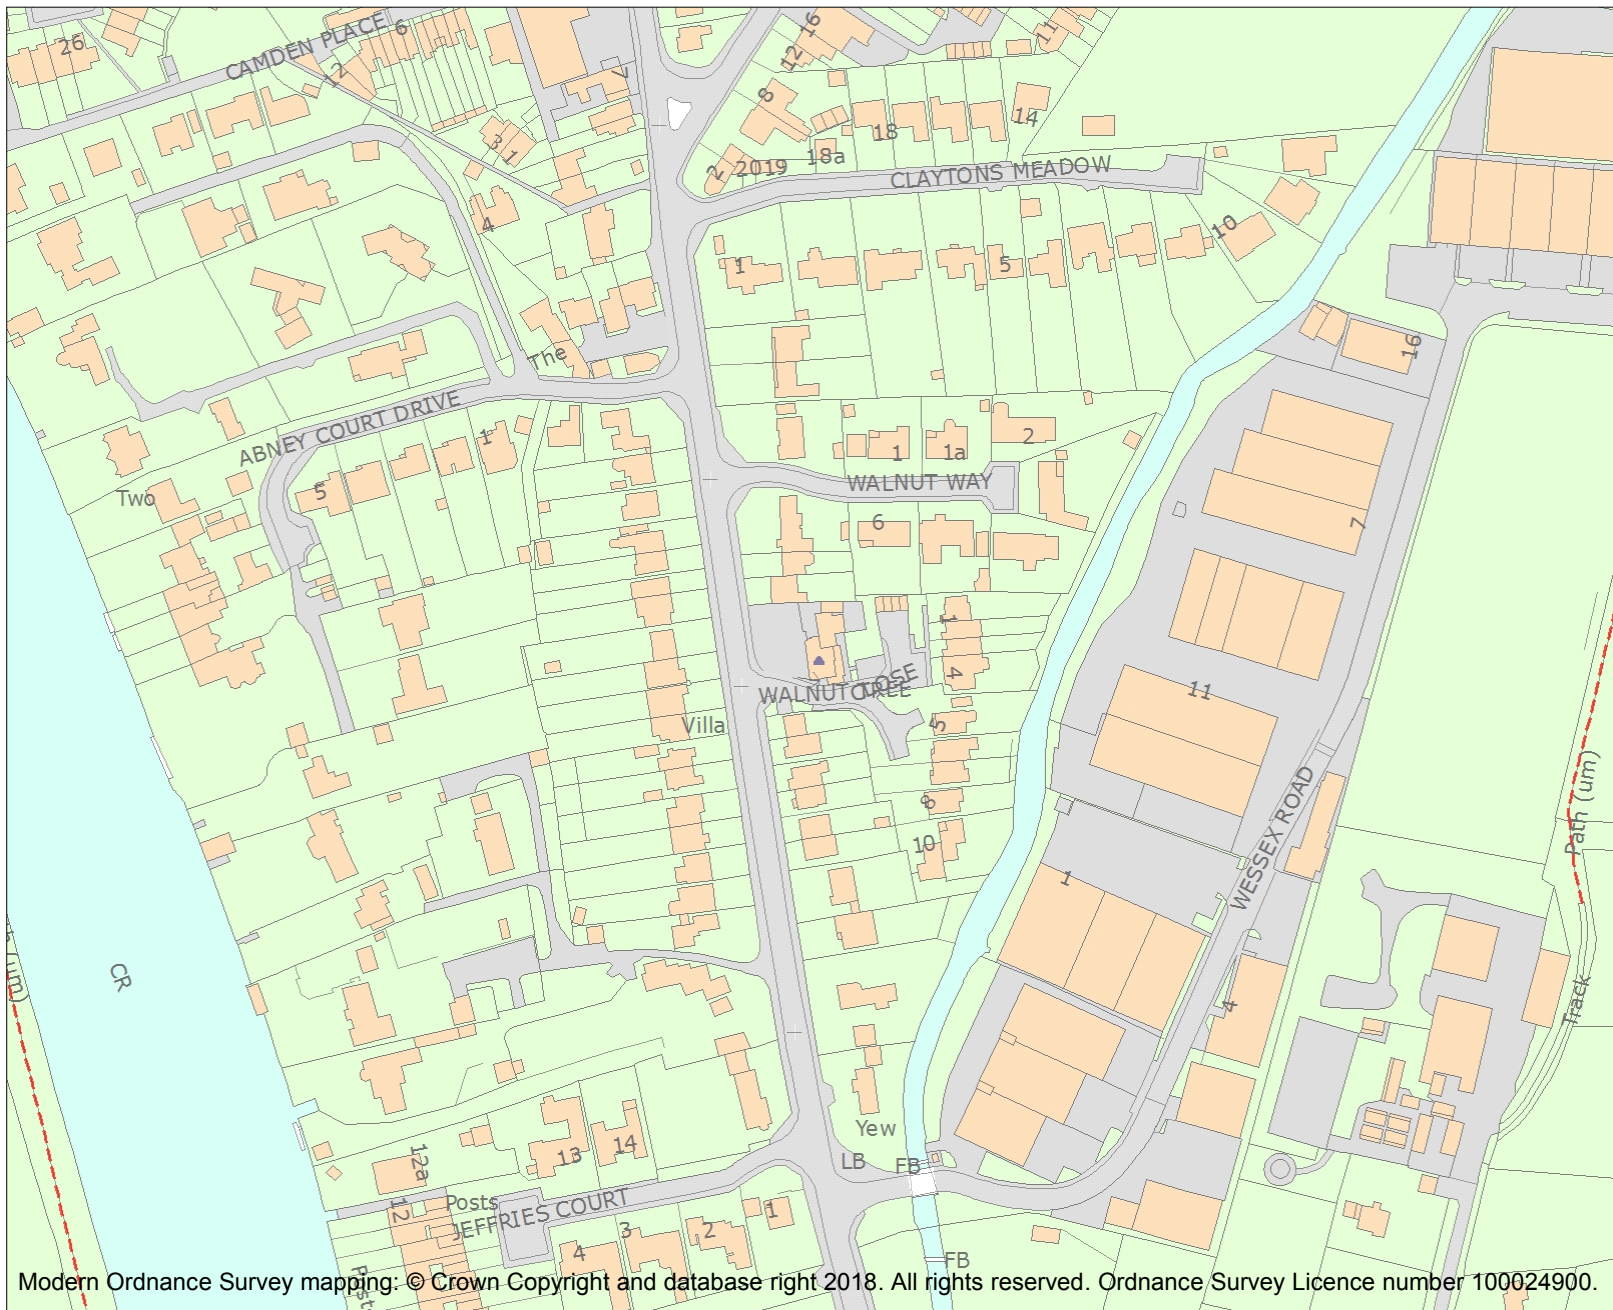 26
CAMDEN PLACE
6
12
7
16
12
11
8
3
1
2
2019
18a
18
14
CLAYTONS MEADOW
4
10
1
5
The
16
ABNEY COURT DRIVE
1
5
Two
1
1a
2
WALNUT WAY
6
7
1
4
11
WALNUT TREE
CLOSE
Villa
5
8
10
WESSEX ROAD
1
Path (um)
(um)
CR
4
Track
Yew
LB
FB
12a
13
14
12
Posts
JEFFRIES COURT
4
3
2
1
FB
Modern Ordnance Survey mapping: © Crown Copyright and database right 2018. All rights reserved. Ordnance Survey Licence number 100024900.